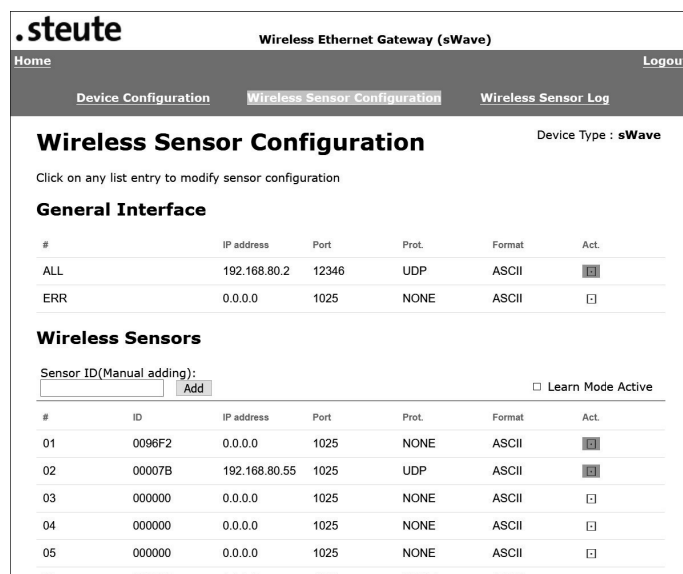 .steute
Wireless Ethernet Gateway (sWave)
Home Logou
Device Configuration Wireless Sensor Configuration Wireless Sensor Log
Wireless Sensor Configuration Device Type : sWave
Click on any list entry to modify sensor configuration
General Interface
# IP address Port Prot. Format Act.
ALL 192.168.80.2 12346 UDP ASCII
ERR 0.0.0.0 1025 NONE ASCII
Wireless Sensors
Sensor ID(Manual adding):
Add Learn Mode Active
# ID IP address Port Prot. Format Act.
01 0096F2 0.0.0.0 1025 NONE ASCII
02 00007B 192.168.80.55 1025 UDP ASCII
03 000000 0.0.0.0 1025 NONE ASCII
04 000000 0.0.0.0 1025 NONE ASCII
05 000000 0.0.0.0 1025 NONE ASCII